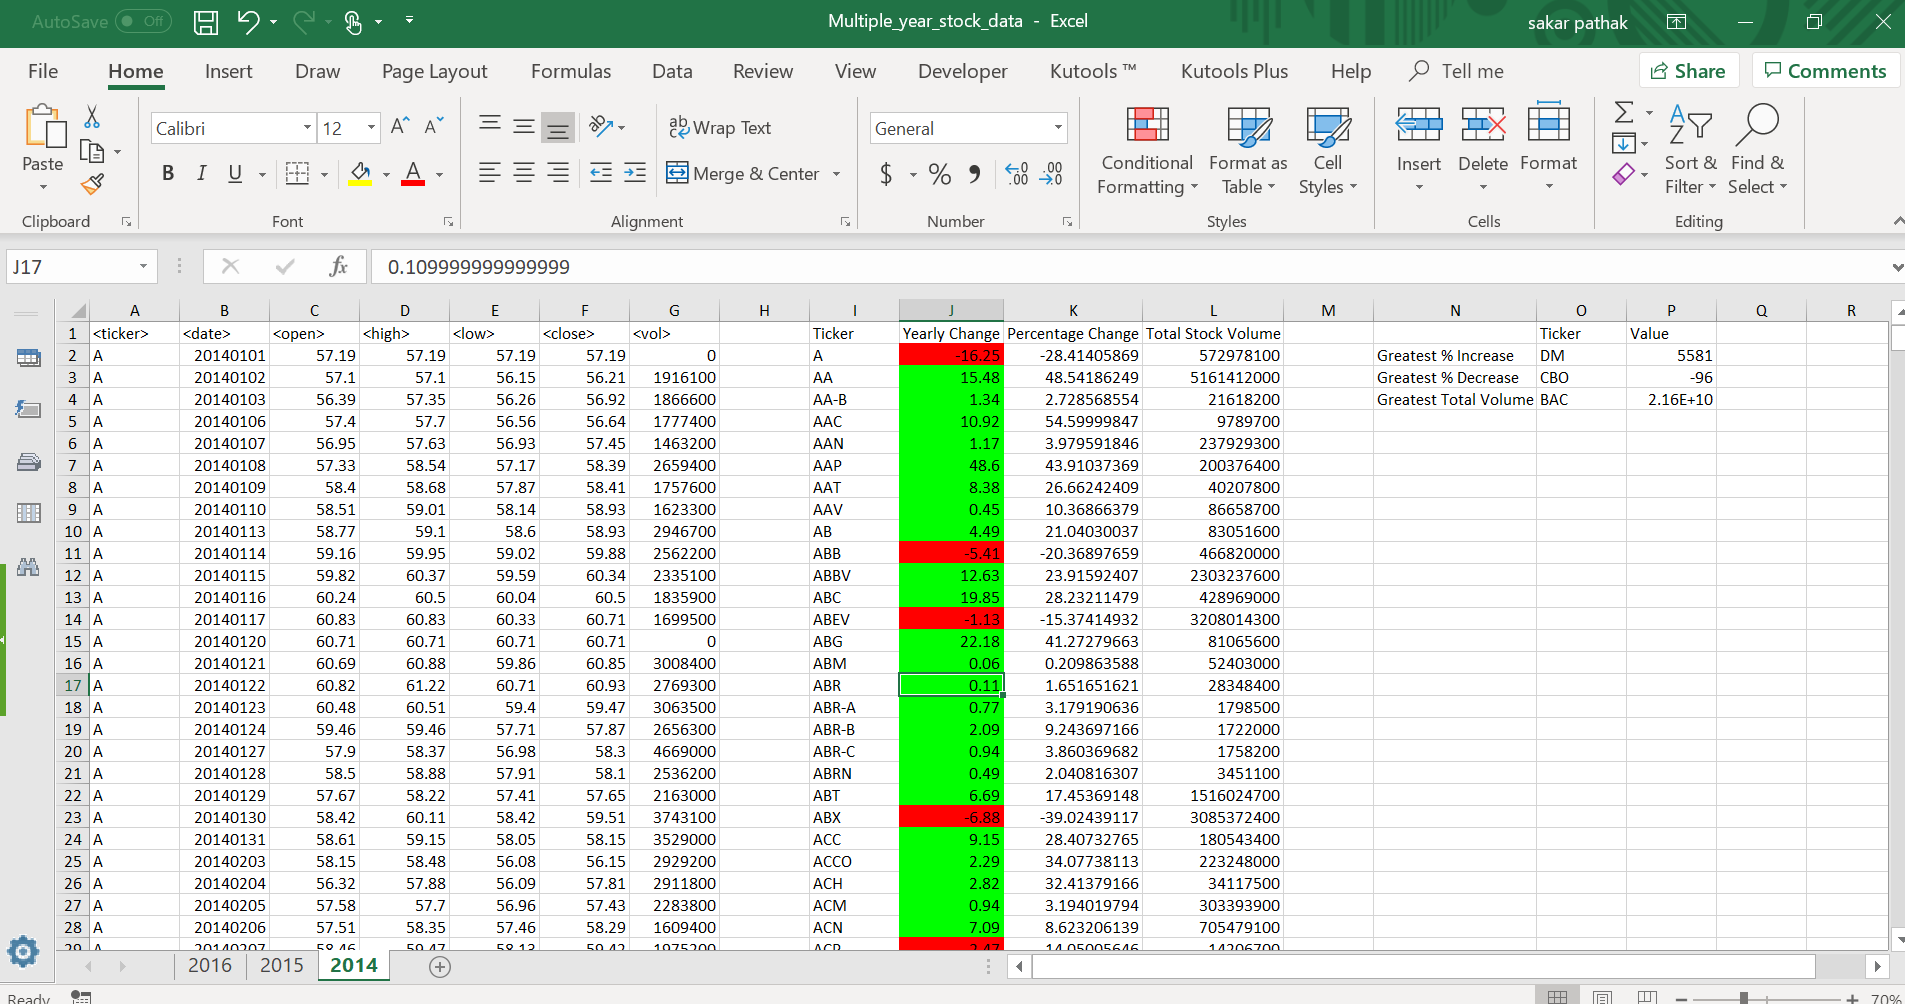 AutoSave Off Multiple_year_stock_data - Excel sakar pathak
File Home Insert Draw Page Layout Formulas Data Review View Developer Kutools ™ Kutools Plus Help Tell me Share Comments
Paste Calibri 12 Wrap Text General Conditional Formatting Format as Table Cell Styles Insert Delete Format Sort & Filter Find & Select
B I U A Merge & Center $ % 
Clipboard Font Alignment Number Styles Cells Editing
J17 fx 0.109999999999999
A B C D E F G H I J K L M N O P Q R
1 <ticker> <date> <open> <high> <low> <close> <vol> Ticker Yearly Change Percentage Change Total Stock Volume Ticker Value
2 A 20140101 57.19 57.19 57.19 57.19 0 A -16.25 -28.41405869 572978100 Greatest % Increase DM 5581
3 A 20140102 57.1 57.1 56.15 56.21 1916100 AA 15.48 48.54186249 5161412000 Greatest % Decrease CBO -96
4 A 20140103 56.39 57.35 56.26 56.92 1866600 AA-B 1.34 2.728568554 21618200 Greatest Total Volume BAC 2.16E+10
5 A 20140106 57.4 57.7 56.56 56.64 1777400 AAC 10.92 54.59999847 9789700
6 A 20140107 56.95 57.63 56.93 57.45 1463200 AAN 1.17 3.979591846 237929300
7 A 20140108 57.33 58.54 57.17 58.39 2659400 AAP 48.6 43.91037369 200376400
8 A 20140109 58.4 58.68 57.87 58.41 1757600 AAT 8.38 26.66242409 40207800
9 A 20140110 58.51 59.01 58.14 58.93 1623300 AAV 0.45 10.36866379 86658700
10 A 20140113 58.77 59.1 58.6 58.93 2946700 AB 4.49 21.04030037 83051600
11 A 20140114 59.16 59.95 59.02 59.88 2562200 ABB -5.41 -20.36897659 466820000
12 A 20140115 59.82 60.37 59.59 60.34 2335100 ABBV 12.63 23.91592407 2303237600
13 A 20140116 60.24 60.5 60.04 60.5 1835900 ABC 19.85 28.23211479 428969000
14 A 20140117 60.83 60.83 60.33 60.71 1699500 ABEV -1.13 -15.37414932 3208014300
15 A 20140120 60.71 60.71 60.71 60.71 0 ABG 22.18 41.27279663 81065600
16 A 20140121 60.69 60.88 59.86 60.85 3008400 ABM 0.06 0.209863588 52403000
17 A 20140122 60.82 61.22 60.71 60.93 2769300 ABR 0.11 1.651651621 28348400
18 A 20140123 60.48 60.51 59.4 59.47 3063500 ABR-A 0.77 3.179190636 1798500
19 A 20140124 59.46 59.46 57.71 57.87 2656300 ABR-B 2.09 9.243697166 1722000
20 A 20140127 57.9 58.37 56.98 58.3 4669000 ABR-C 0.94 3.860369682 1758200
21 A 20140128 58.5 58.88 57.91 58.1 2536200 ABRN 0.49 2.040816307 3451100
22 A 20140129 57.67 58.22 57.41 57.65 2163000 ABT 6.69 17.45369148 1516024700
23 A 20140130 58.42 60.11 58.42 59.51 3743100 ABX -6.88 -39.02439117 3085372400
24 A 20140131 58.61 59.15 58.05 58.15 3529000 ACC 9.15 28.40732765 180543400
25 A 20140203 58.15 58.48 56.08 56.15 2929200 ACCO 2.29 34.07738113 223248000
26 A 20140204 56.32 57.88 56.09 57.81 2911800 ACH 2.82 32.41379166 34117500
27 A 20140205 57.58 57.7 56.96 57.43 2283800 ACM 0.94 3.194019794 303393900
28 A 20140206 57.51 58.35 57.46 58.29 1609400 ACN 7.09 8.623206139 705479100
29 A 20140207
2016 2015 2014
Ready 70%